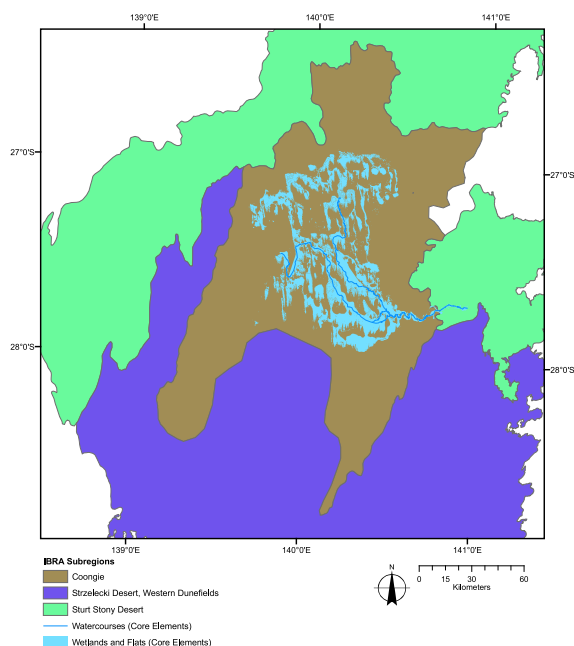 139°0'E 140°0'E 141°0'E
27°0'S 27°0'S
28°0'S 28°0'S
139°0'E 140°0'E 141°0'E
IBRA Subregions
Coongie
Strzelecki Desert, Western Dunefields
Sturt Stony Desert
Watercourses (Core Elements)
Wetlands and Flats (Core Elements)
N
0 15 30 45 60
Kilometers